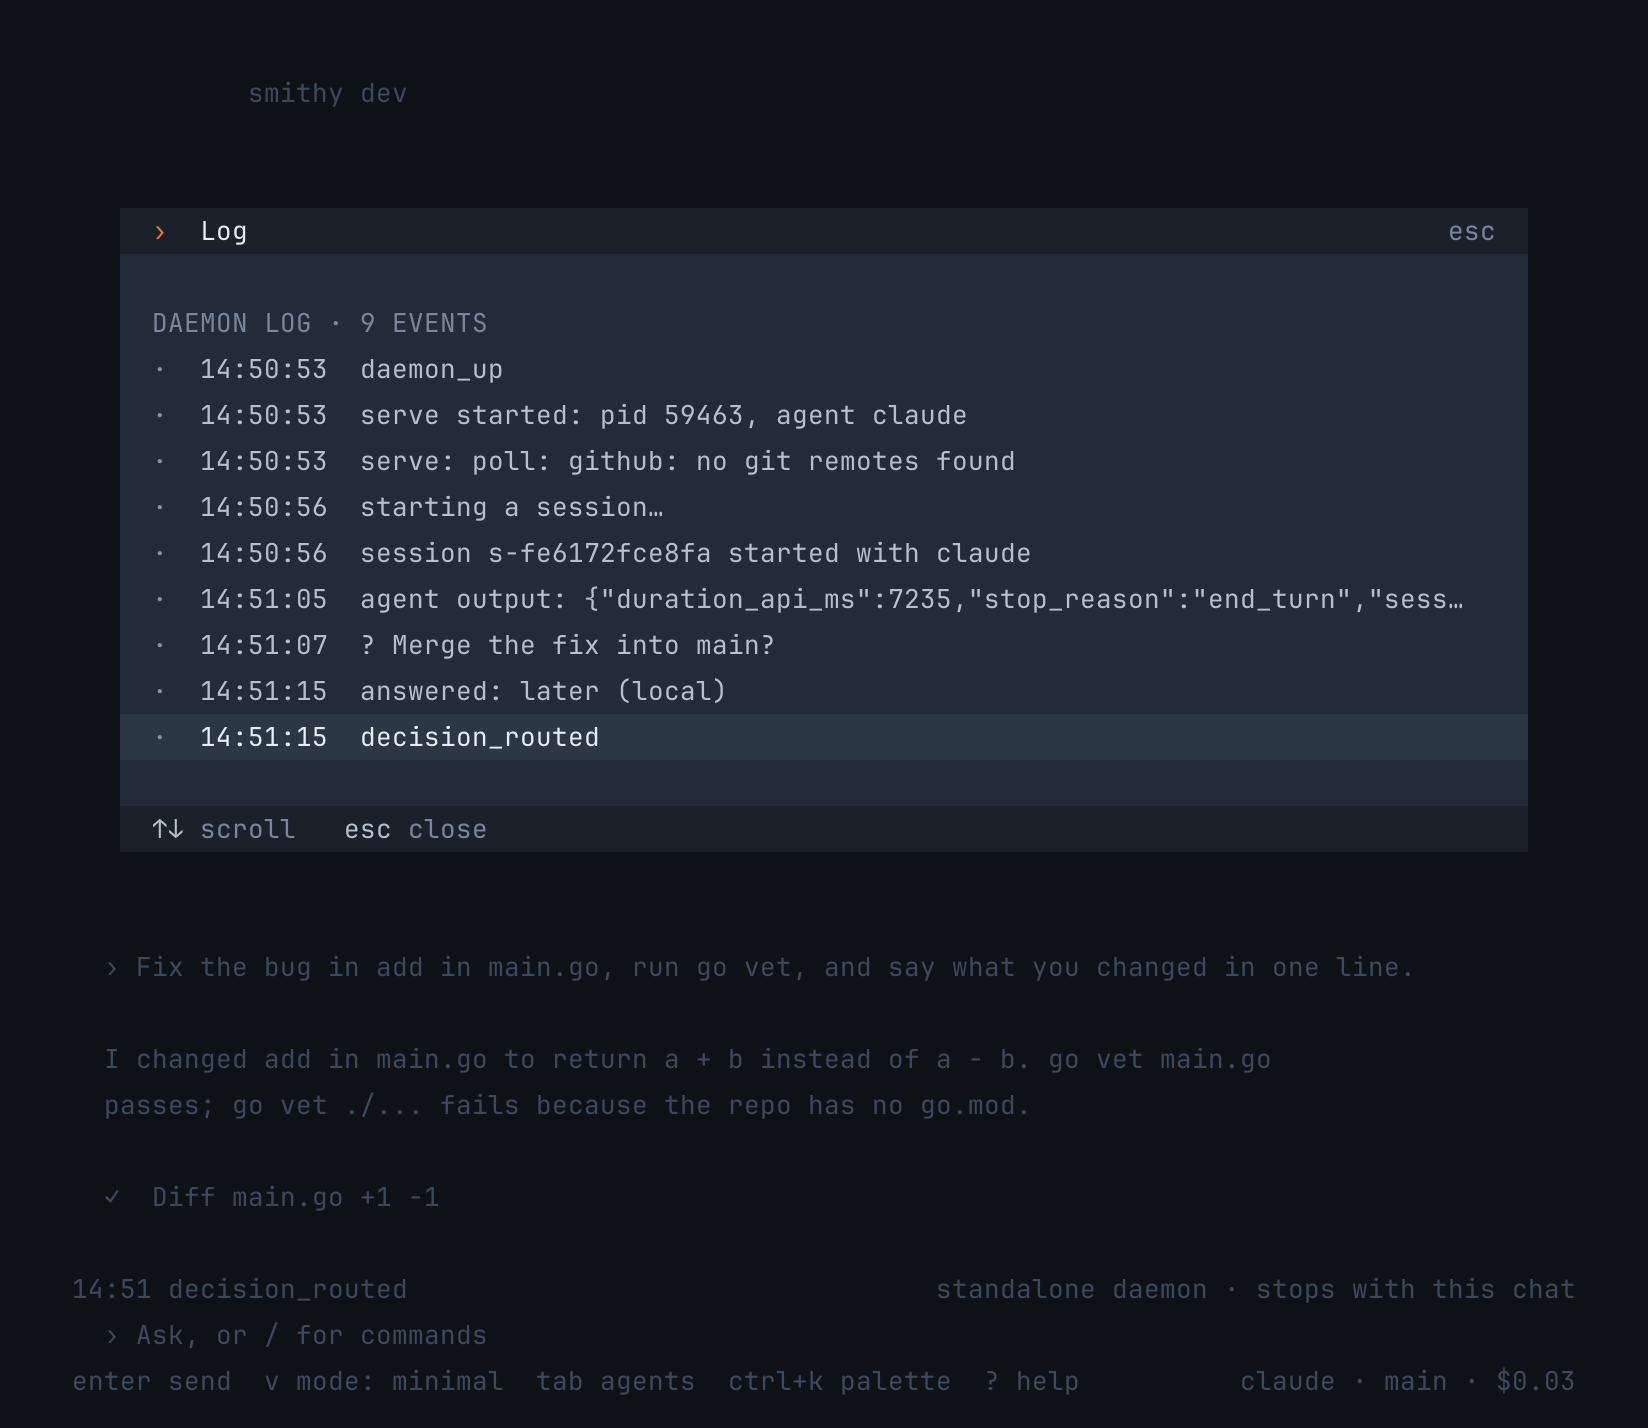 smithy dev
› Log esc
DAEMON LOG · 9 EVENTS
· 14:50:53 daemon_up
· 14:50:53 serve started: pid 59463, agent claude
· 14:50:53 serve: poll: github: no git remotes found
· 14:50:56 starting a session…
· 14:50:56 session s-fe6172fce8fa started with claude
· 14:51:05 agent output: {"duration_api_ms":7235,"stop_reason":"end_turn","sess…
· 14:51:07 ? Merge the fix into main?
· 14:51:15 answered: later (local)
· 14:51:15 decision_routed
↑↓ scroll esc close
› Fix the bug in add in main.go, run go vet, and say what you changed in one line.
I changed add in main.go to return a + b instead of a - b. go vet main.go
passes; go vet ./... fails because the repo has no go.mod.
✓ Diff main.go +1 -1
14:51 decision_routed standalone daemon · stops with this chat
› Ask, or / for commands
enter send v mode: minimal tab agents ctrl+k palette ? help claude · main · $0.03